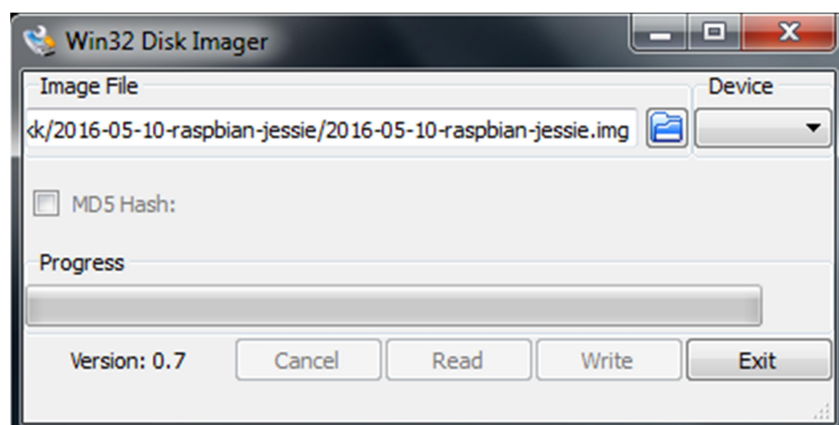 Win32 Disk Imager
Image File
Device
k/2016-05-10-raspbian-jessie/2016-05-10-raspbian-jessie.img
MD5 Hash:
Progress
Version: 0.7
Cancel
Read
Write
Exit